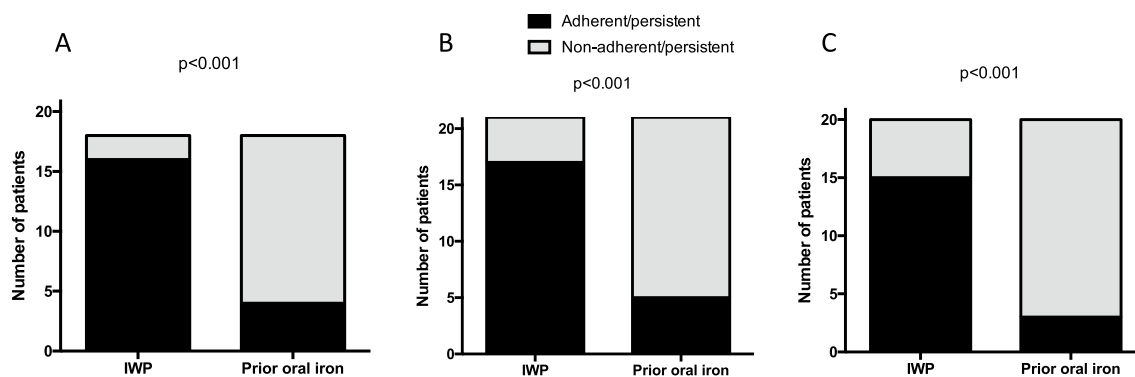 Adherent/persistent
Non-adherent/persistent
A
p<0.001
Number of patients
20
15
10
5
0
IWP
Prior oral iron
B
p<0.001
Number of patients
20
15
10
5
0
IWP
Prior oral iron
C
p<0.001
Number of patients
20
15
10
5
0
IWP
Prior oral iron